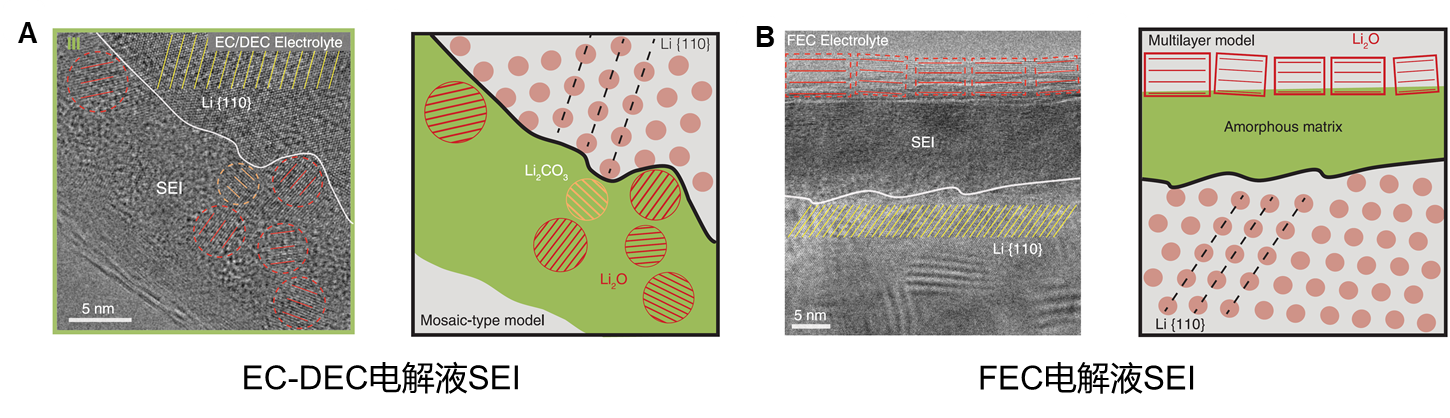 A
III
EC/DEC Electrolyte
Li {110}
SEI
5 nm
Li {110}
Li₂CO₃
Li₂O
Mosaic-type model
B
FEC Electrolyte
SEI
Li {110}
5 nm
Multilayer model
Li₂O
Amorphous matrix
Li {110}
EC-DEC电解液SEI
FEC电解液SEI